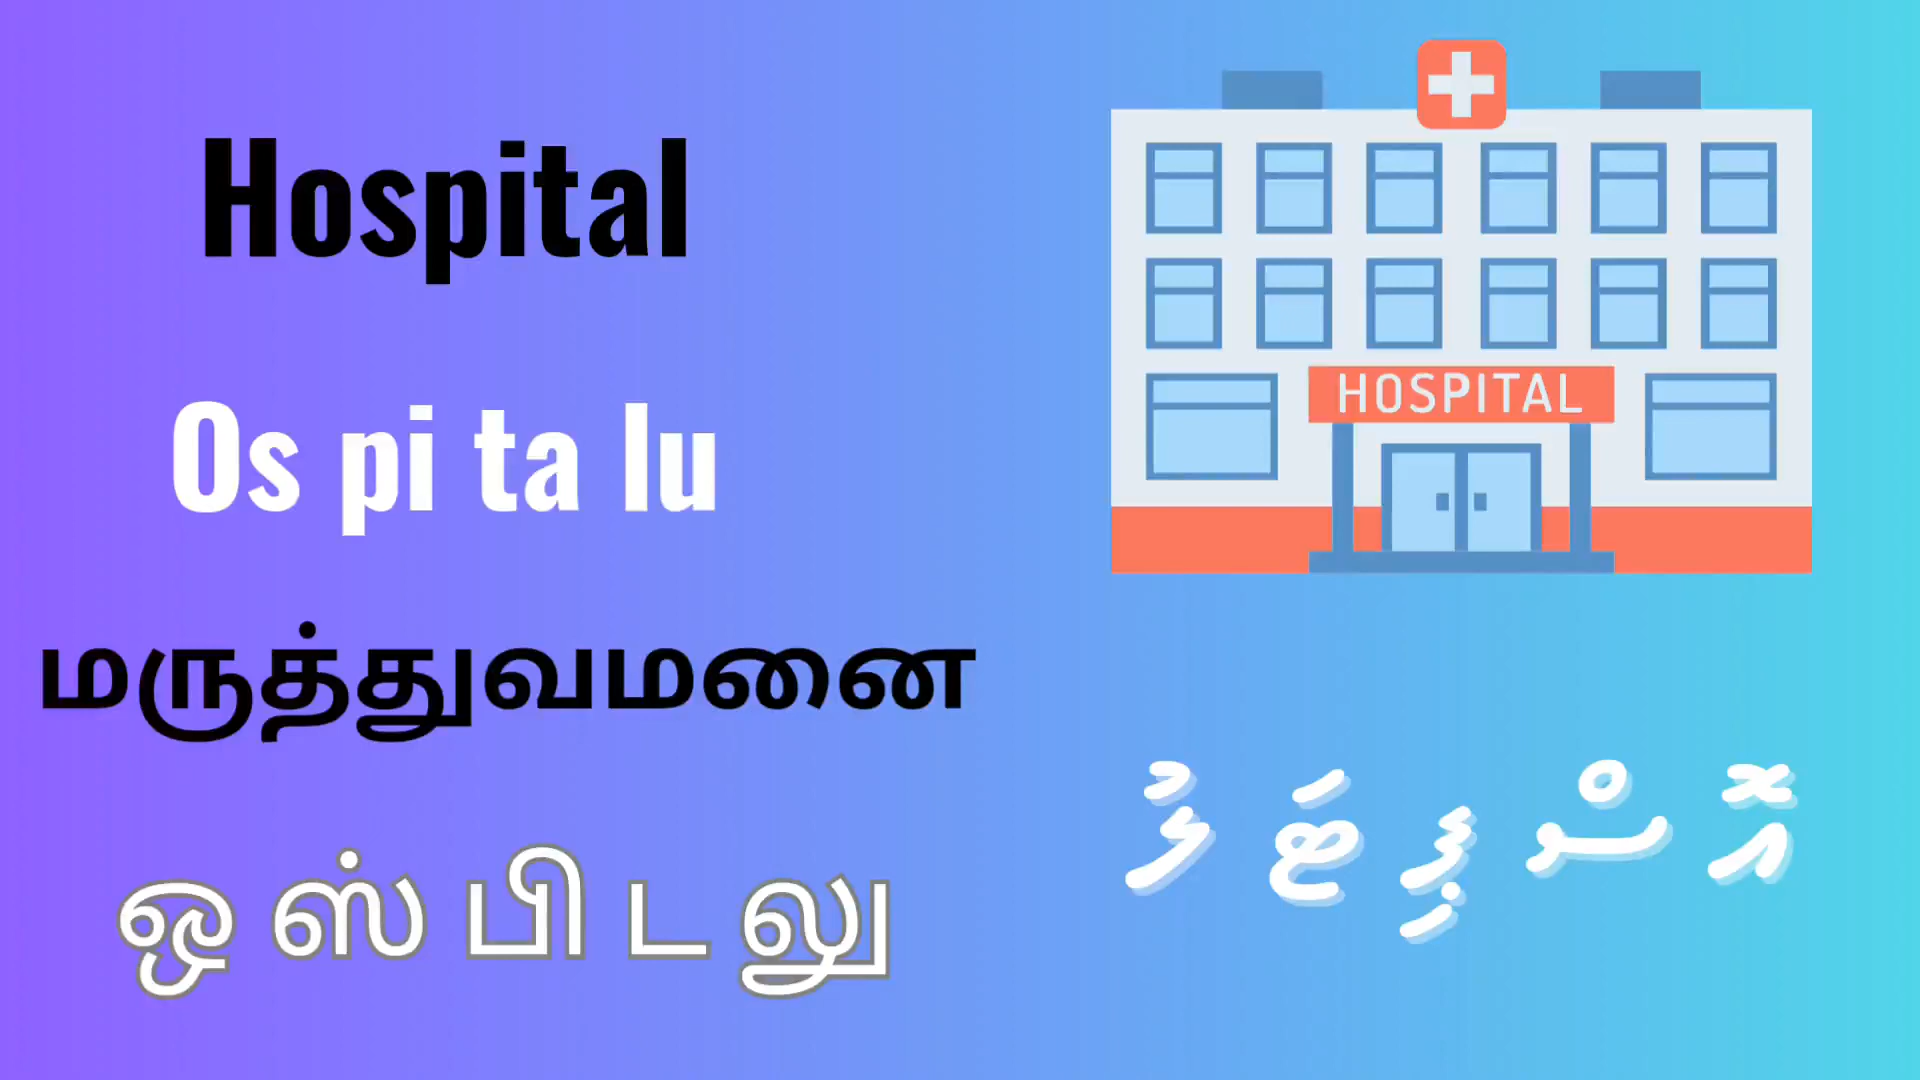 Hospital
Os pi ta lu
மருத்துவமனை
ஒ ஸ் பி ட லு
HOSPITAL
އޮ ސް ޕި ޓަ ލު